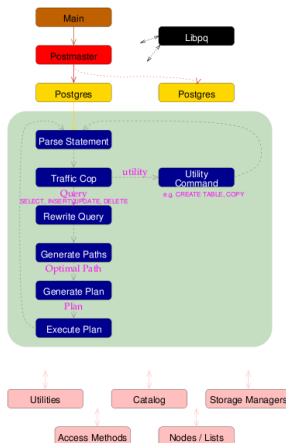 Main
Libpq
Postmaster
Postgres
Postgres
Parse Statement
utility
Traffic Cop
Utility
Command
Query
SELECT, INSERT, UPDATE, DELETE
e.g. CREATE TABLE, COPY
Rewrite Query
Generate Paths
Optimal Path
Generate Plan
Plan
Execute Plan
Utilities
Catalog
Storage Managers
Access Methods
Nodes / Lists